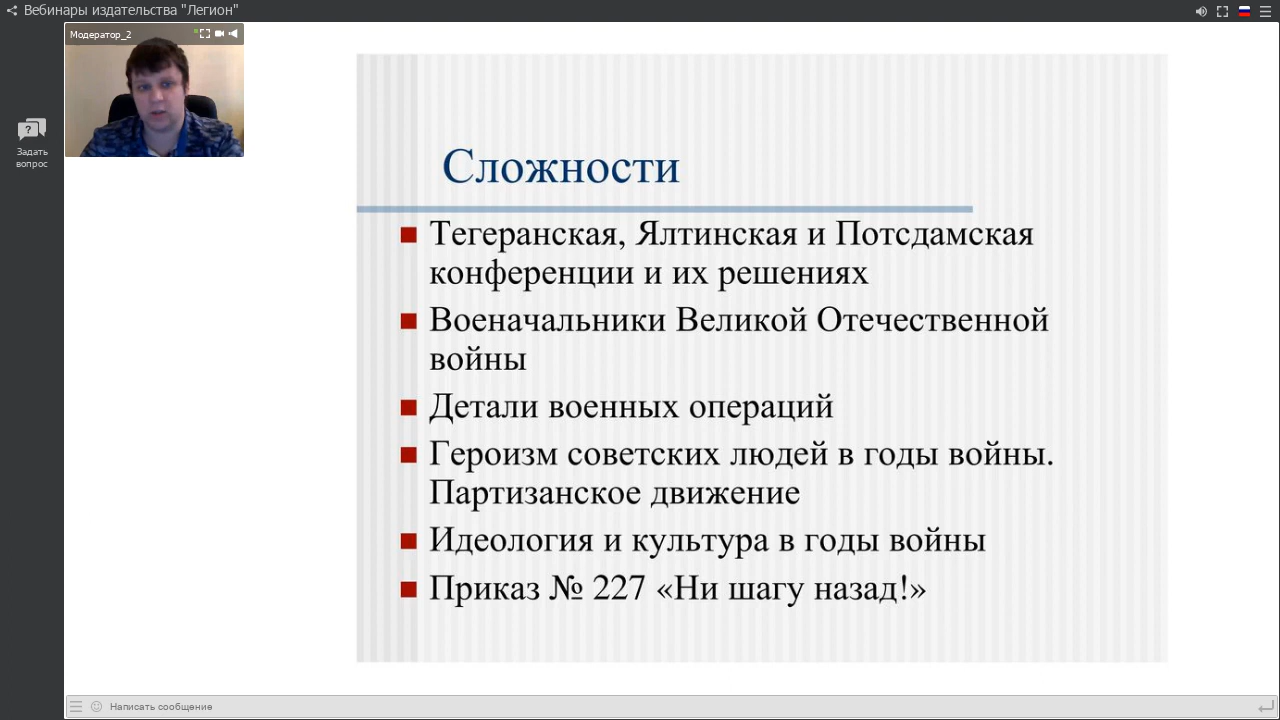 Вебинары издательства "Легион"
Модератор_2
Задать
вопрос
Сложности
Тегеранская, Ялтинская и Потсдамская
конференции и их решениях
Военачальники Великой Отечественной
войны
Детали военных операций
Героизм советских людей в годы войны.
Партизанское движение
Идеология и культура в годы войны
Приказ № 227 «Ни шагу назад!»
Написать сообщение